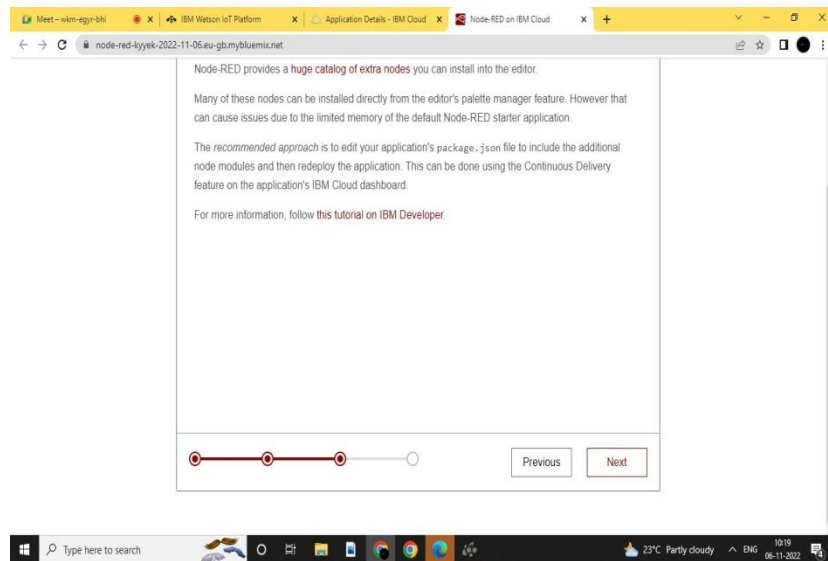 Meet – wkm-egyr-bhi
IBM Watson IoT Platform
Application Details - IBM Cloud
Node-RED on IBM Cloud
node-red-kyyek-2022-11-06.eu-gb.mybluemix.net
Node-RED provides a huge catalog of extra nodes you can install into the editor.
Many of these nodes can be installed directly from the editor's palette manager feature. However that
can cause issues due to the limited memory of the default Node-RED starter application.
The recommended approach is to edit your application's package.json file to include the additional
node modules and then redeploy the application. This can be done using the Continuous Delivery
feature on the application's IBM Cloud dashboard.
For more information, follow this tutorial on IBM Developer.
Previous
Next
Type here to search
23°C Partly cloudy
ENG
10:19
06-11-2022
4